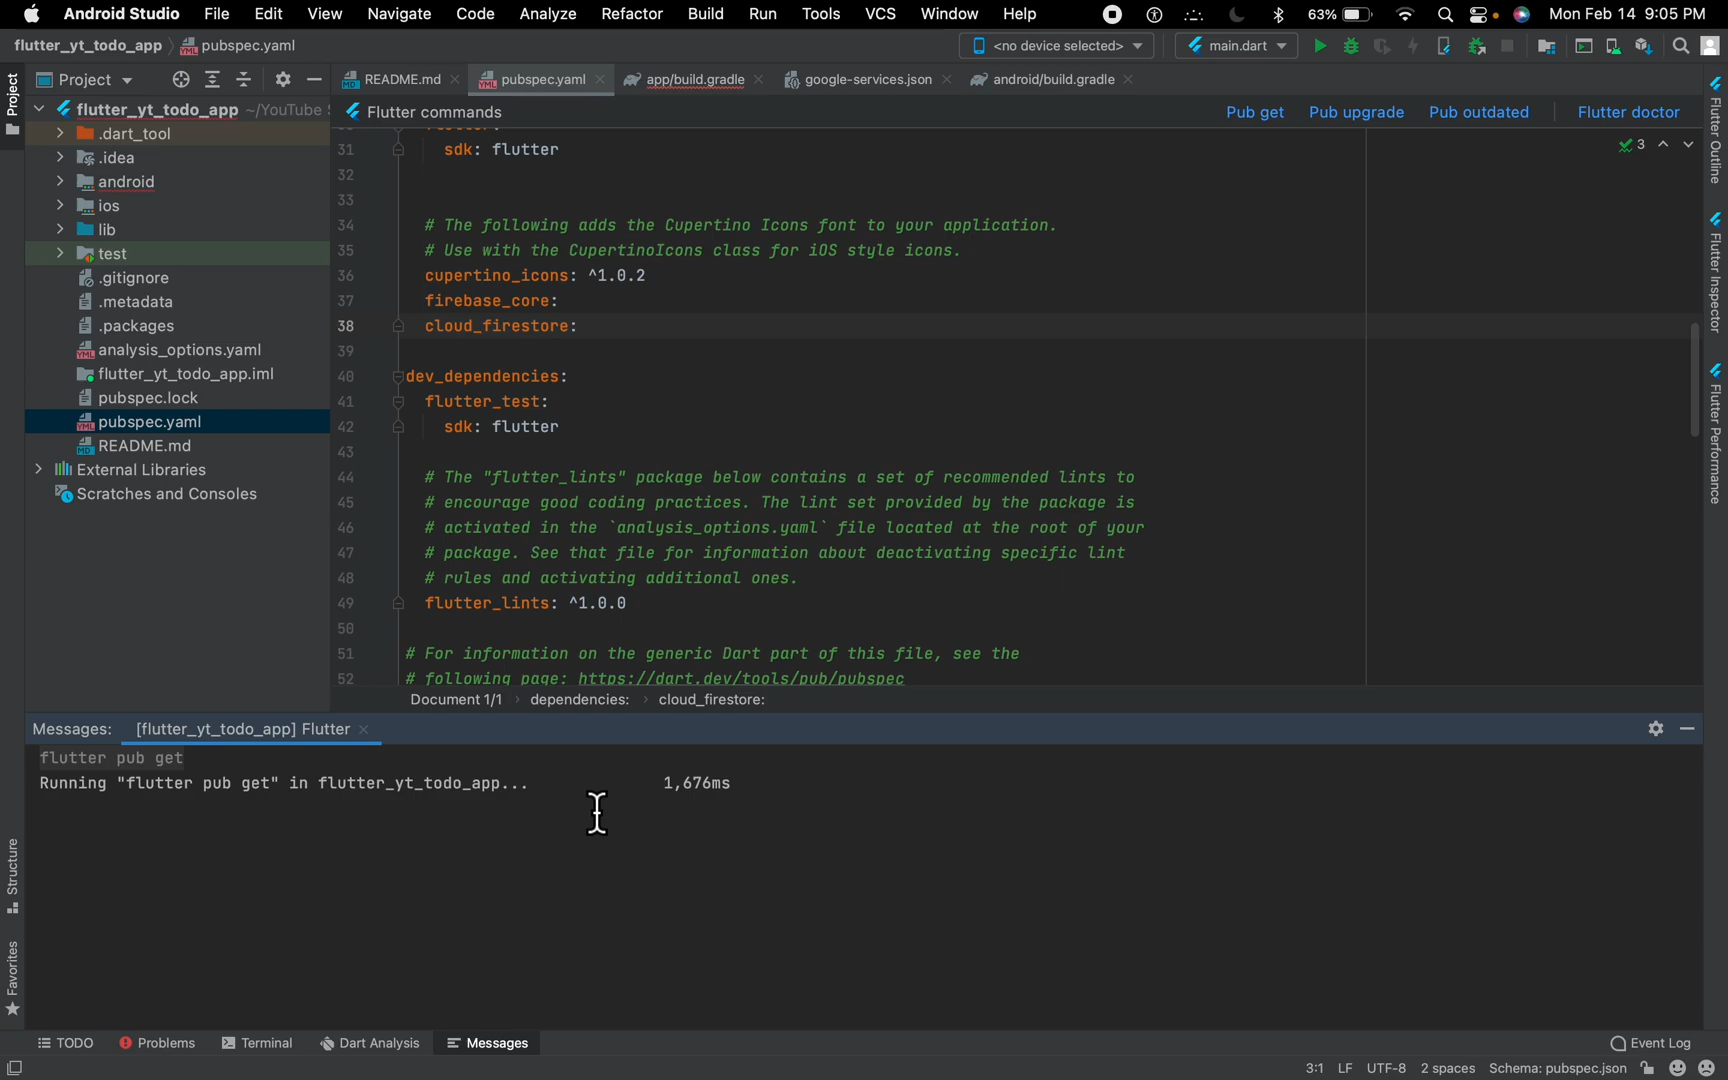 Android Studio File Edit View Navigate Code Analyze Refactor Build Run Tools VCS Window Help 63% Mon Feb 14 9:05 PM
flutter_yt_todo_app pubspec.yaml <no device selected> main.dart
Project README.md pubspec.yaml app/build.gradle google-services.json android/build.gradle
Flutter commands Pub get Pub upgrade Pub outdated Flutter doctor
Project
Structure
Favorites
flutter_yt_todo_app ~/YouTube
.dart_tool
.idea
android
ios
lib
test
.gitignore
.metadata
.packages
analysis_options.yaml
flutter_yt_todo_app.iml
pubspec.lock
pubspec.yaml
README.md
External Libraries
Scratches and Consoles
3
31 sdk: flutter
32
33
34 # The following adds the Cupertino Icons font to your application.
35 # Use with the CupertinoIcons class for iOS style icons.
36 cupertino_icons: ^1.0.2
37 firebase_core:
38 cloud_firestore:
39
40 dev_dependencies:
41 flutter_test:
42 sdk: flutter
43
44 # The "flutter_lints" package below contains a set of recommended lints to
45 # encourage good coding practices. The lint set provided by the package is
46 # activated in the `analysis_options.yaml` file located at the root of your
47 # package. See that file for information about deactivating specific lint
48 # rules and activating additional ones.
49 flutter_lints: ^1.0.0
50
51 # For information on the generic Dart part of this file, see the
52 # following page: https://dart.dev/tools/pub/pubspec
Document 1/1 dependencies: cloud_firestore:
Flutter Outline
Flutter Inspector
Flutter Performance
Messages: [flutter_yt_todo_app] Flutter
flutter pub get
Running "flutter pub get" in flutter_yt_todo_app... 1,676ms
TODO Problems Terminal Dart Analysis Messages Event Log
3:1 LF UTF-8 2 spaces Schema: pubspec.json